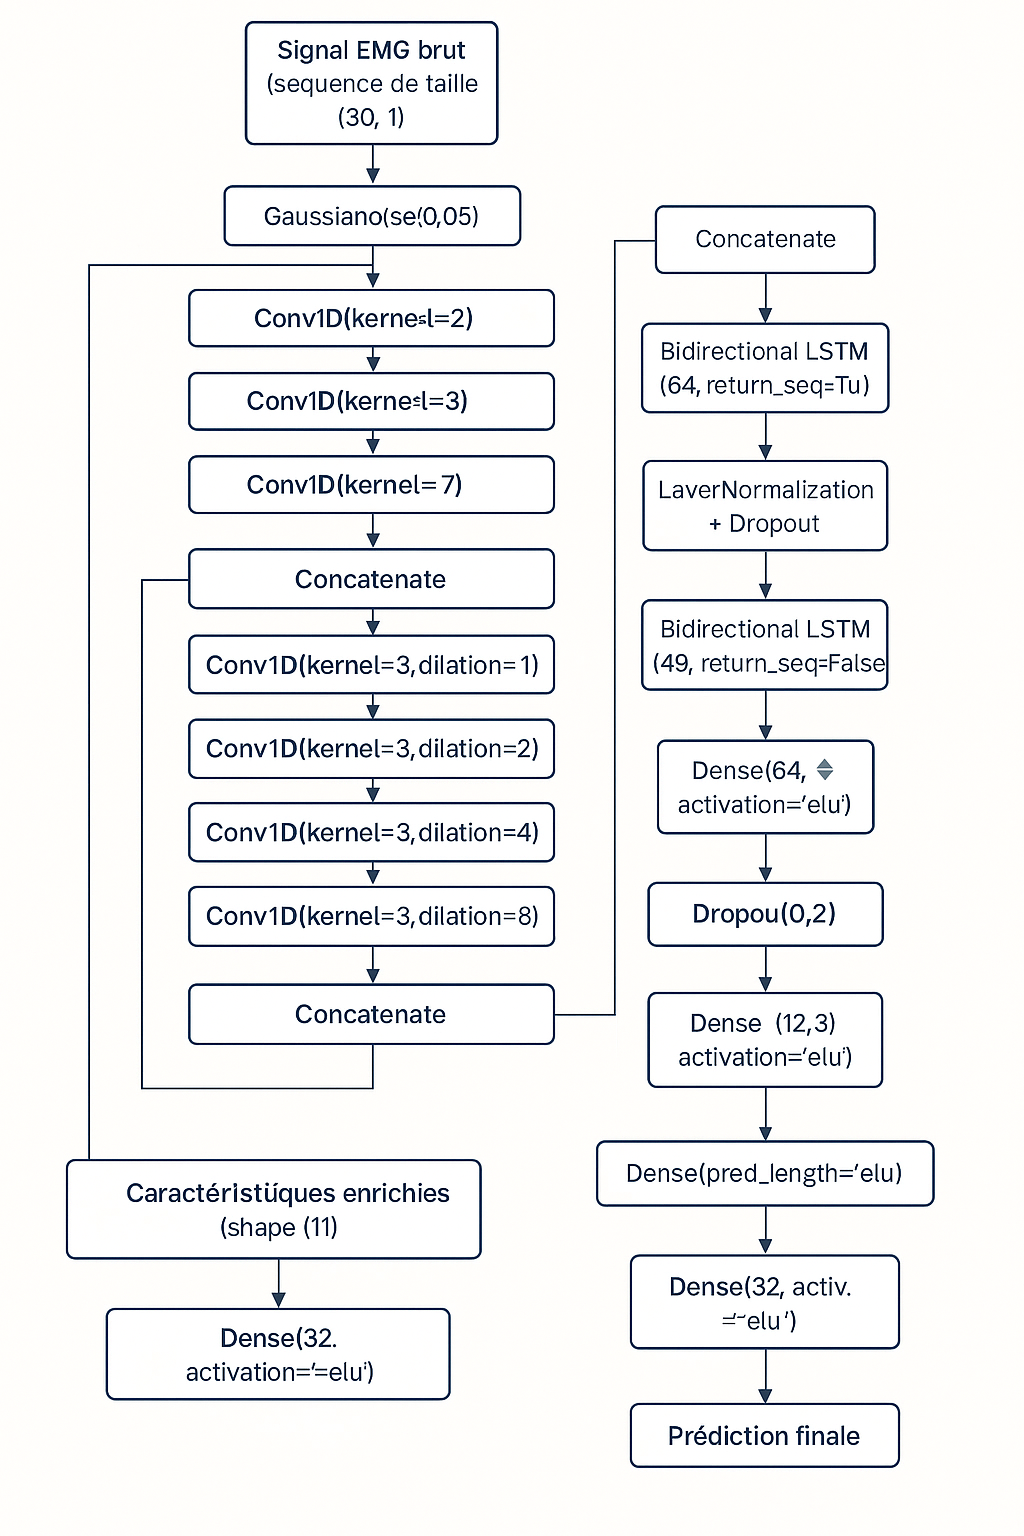 Signal EMG brut
(sequence de taille
(30, 1)
Gaussiano(se(0,05)
Conv1D(kernel=2)
Conv1D(kernel=3)
Conv1D(kernel=7)
Concatenate
Conv1D(kernel=3,dilation=1)
Conv1D(kernel=3,dilation=2)
Conv1D(kernel=3,dilation=4)
Conv1D(kernel=3,dilation=8)
Concatenate
Caractéristiques enrichies
(shape (11)
Dense(32.
activation='=elu')
Concatenate
Bidirectional LSTM
(64, return_seq=Tu)
LaverNormalization
+ Dropout
Bidirectional LSTM
(49, return_seq=False
Dense(64,
activation='elu')
Dropou(0,2)
Dense (12,3)
activation='elu')
Dense(pred_length='elu)
Dense(32, activ.
='elu')
Prédiction finale